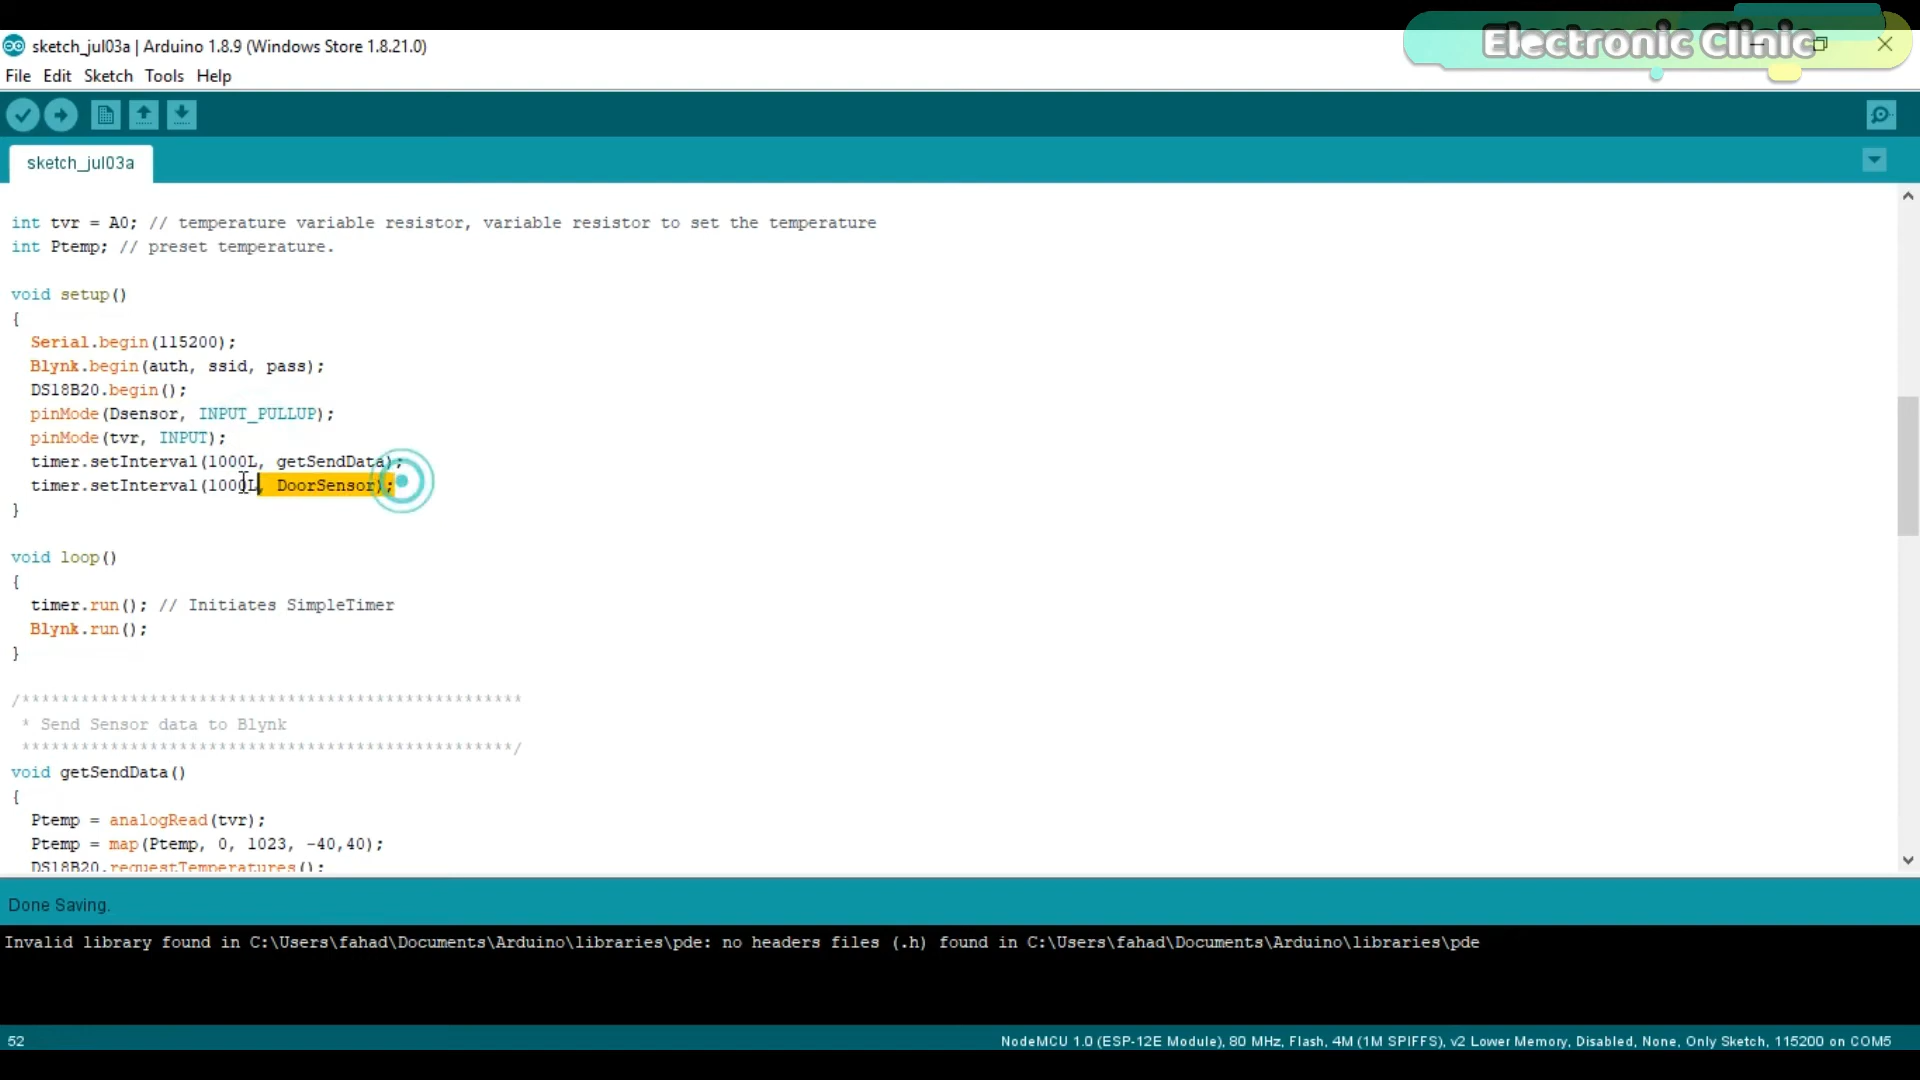 Electronic Clinic
sketch_jul03a | Arduino 1.8.9 (Windows Store 1.8.21.0)
File Edit Sketch Tools Help
sketch_jul03a
int tvr = A0; // temperature variable resistor, variable resistor to set the temperature
int Ptemp; // preset temperature.
void setup()
{
Serial.begin(115200);
Blynk.begin(auth, ssid, pass);
DS18B20.begin();
pinMode(Dsensor, INPUT_PULLUP);
pinMode(tvr, INPUT);
timer.setInterval(1000L, getSendData);
timer.setInterval(1000L, DoorSensor);
}
void loop()
{
timer.run(); // Initiates SimpleTimer
Blynk.run();
}
/***************************************************
* Send Sensor data to Blynk
**************************************************/
void getSendData()
{
Ptemp = analogRead(tvr);
Ptemp = map(Ptemp, 0, 1023, -40,40);
DS18B20.requestTemperatures();
Done Saving.
Invalid library found in C:\Users\fahad\Documents\Arduino\libraries\pde: no headers files (.h) found in C:\Users\fahad\Documents\Arduino\libraries\pde
52
NodeMCU 1.0 (ESP-12E Module), 80 MHz, Flash, 4M (1M SPIFFS), v2 Lower Memory, Disabled, None, Only Sketch, 115200 on COM5